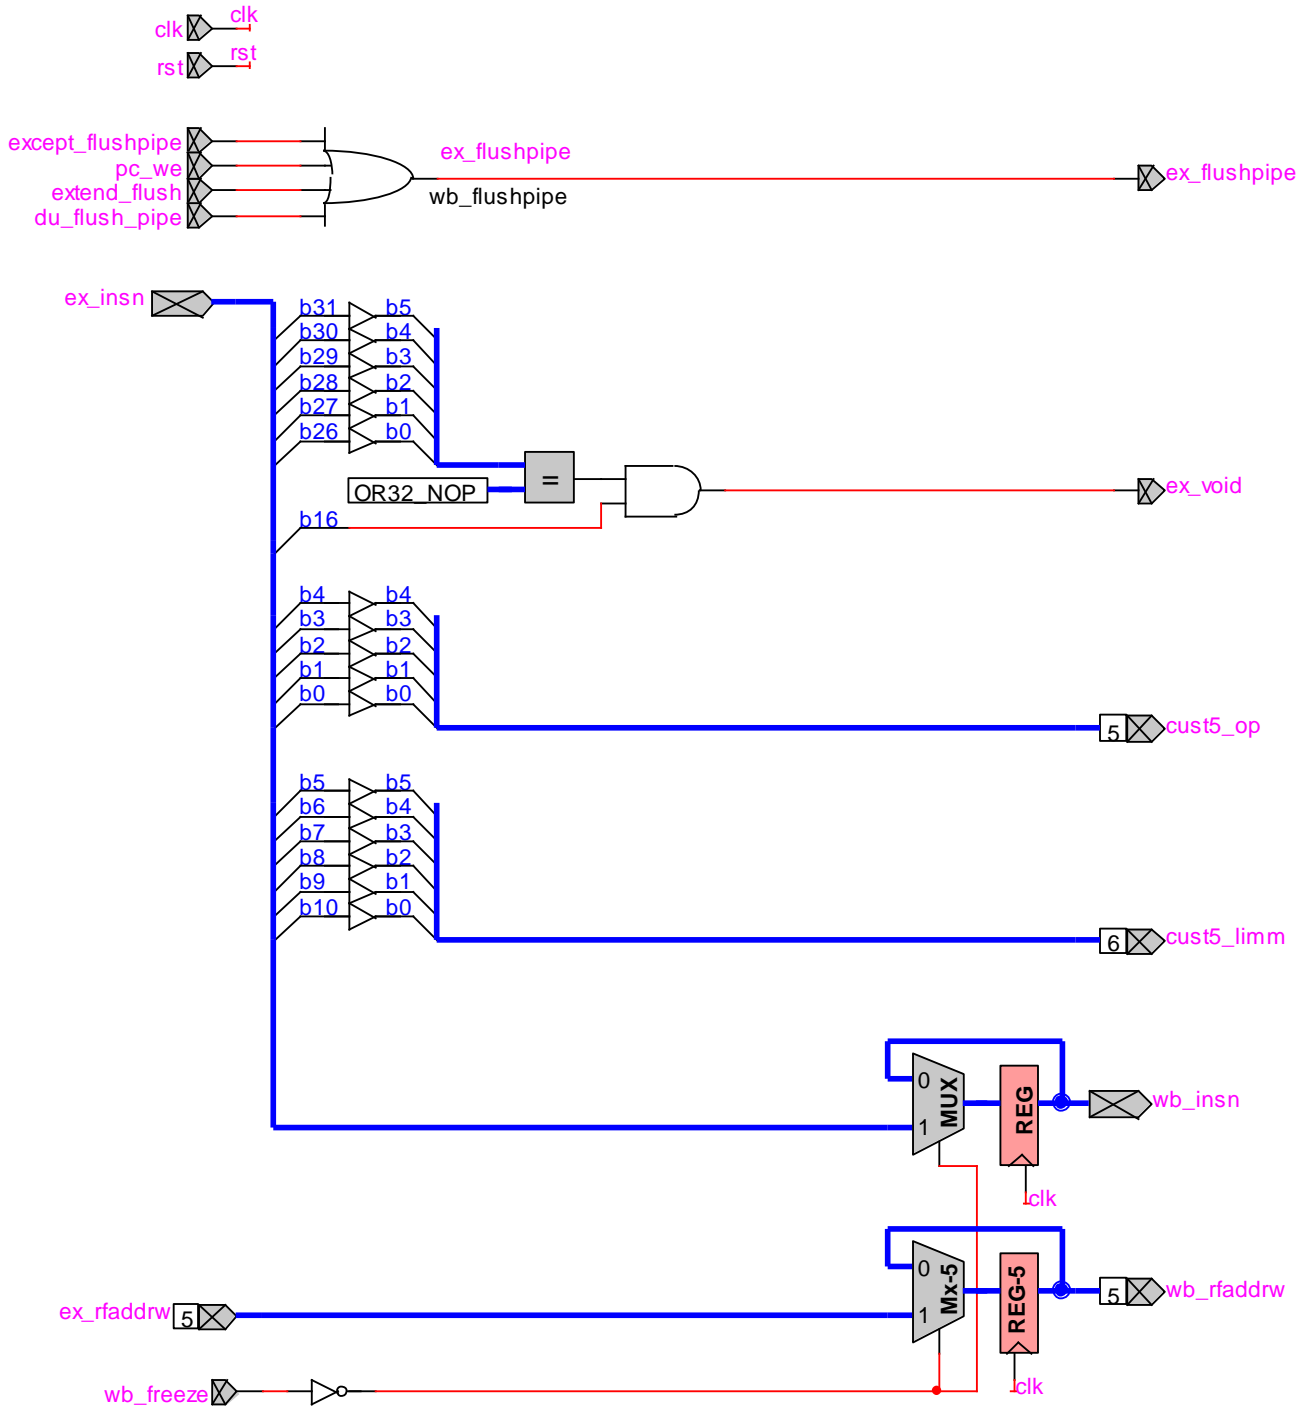 clk clk
rst rst
except_flushpipe
pc_we
extend_flush
du_flush_pipe
ex_flushpipe
wb_flushpipe
ex_flushpipe
ex_insn
b31 b5
b30 b4
b29 b3
b28 b2
b27 b1
b26 b0
OR32_NOP
=
ex_void
b16
b4 b4
b3 b3
b2 b2
b1 b1
b0 b0
5 cust5_op
b5 b5
b6 b4
b7 b3
b8 b2
b9 b1
b10 b0
6 cust5_limm
0
1
MUX
REG
wb_insn
clk
0
1
Mx-5
REG-5
5 wb_rfaddrw
ex_rfaddrw 5
clk
wb_freeze